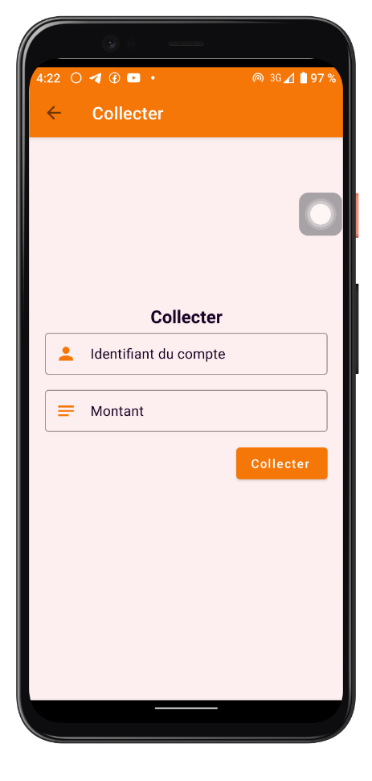 4:22
3G 97 %
Collecter
Collecter
Identifiant du compte
Montant
Collecter